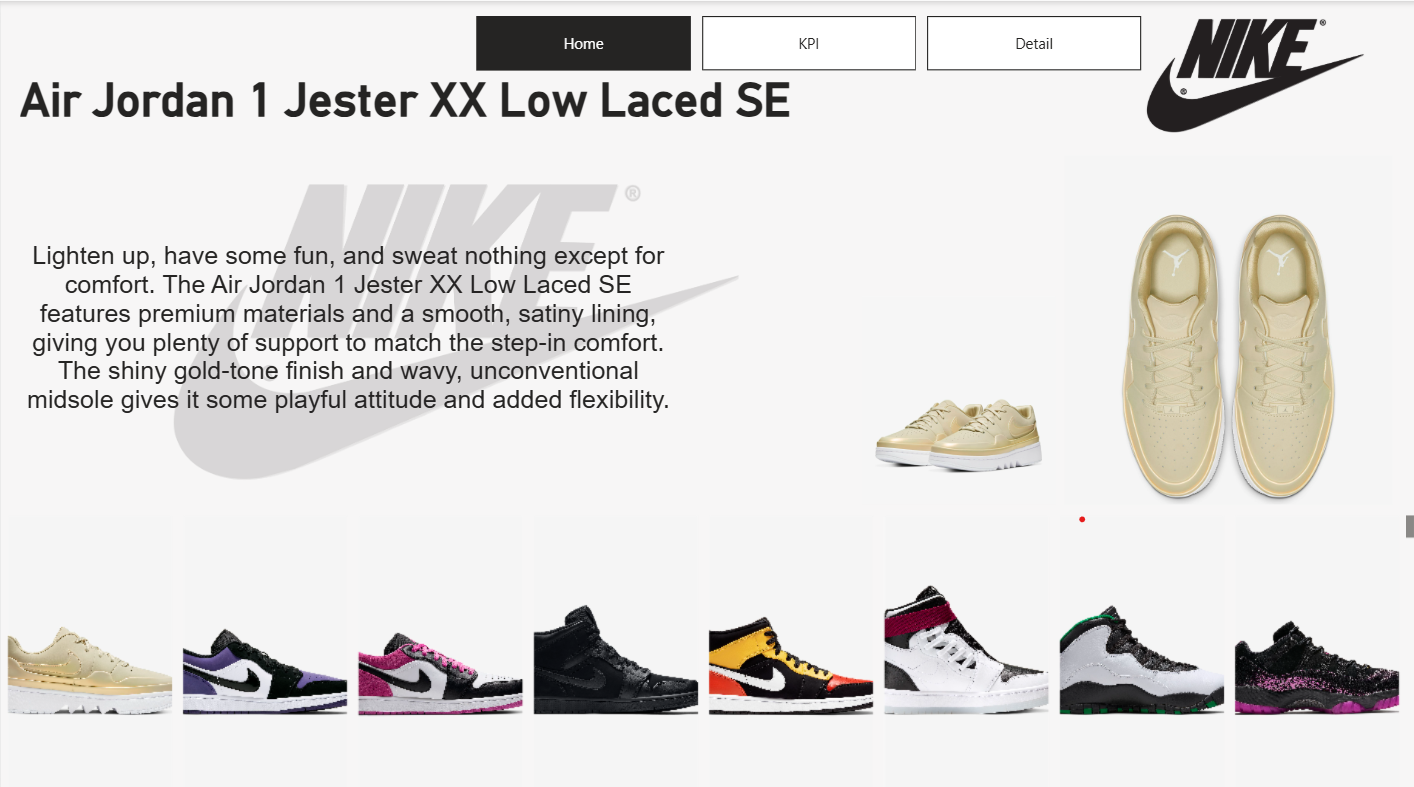 Home
KPI
Detail
NIKE
®
®
Air Jordan 1 Jester XX Low Laced SE
NIKE
®
Lighten up, have some fun, and sweat nothing except for
comfort. The Air Jordan 1 Jester XX Low Laced SE
features premium materials and a smooth, satiny lining,
giving you plenty of support to match the step-in comfort.
The shiny gold-tone finish and wavy, unconventional
midsole gives it some playful attitude and added flexibility.